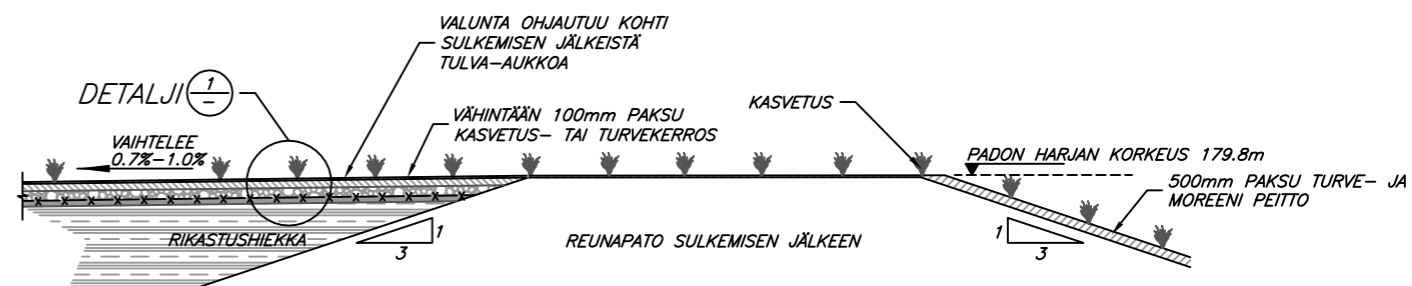 VALUNTA OHJAUTUU KOHTI
SULKEMISEN JÄLKEISTÄ
TULVA-AUKKOA
DETALJI 1
–
VÄHINTÄÄN 100mm PAKSU
KASVETUS- TAI TURVEKERROS
KASVETUS
VAIHTELEE
0.7%-1.0%
PADON HARJAN KORKEUS 179.8m
500mm PAKSU TURVE- JA
MOREENI PEITTO
RIKASTUSHIEKKA
1
3
REUNAPATO SULKEMISEN JÄLKEEN
1
3